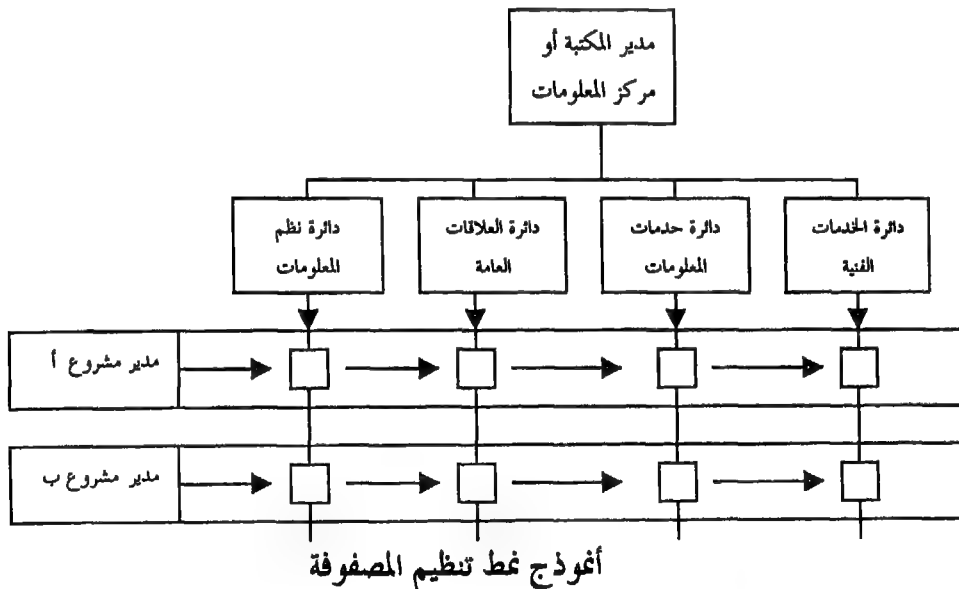 مدير المكتبة أو
مركز المعلومات
دائرة الخدمات
الفنية
دائرة خدمات
المعلومات
دائرة العلاقات
العامة
دائرة نظم
المعلومات
مدير مشروع أ
مدير مشروع ب
أنموذج نمط تنظيم المصفوفة